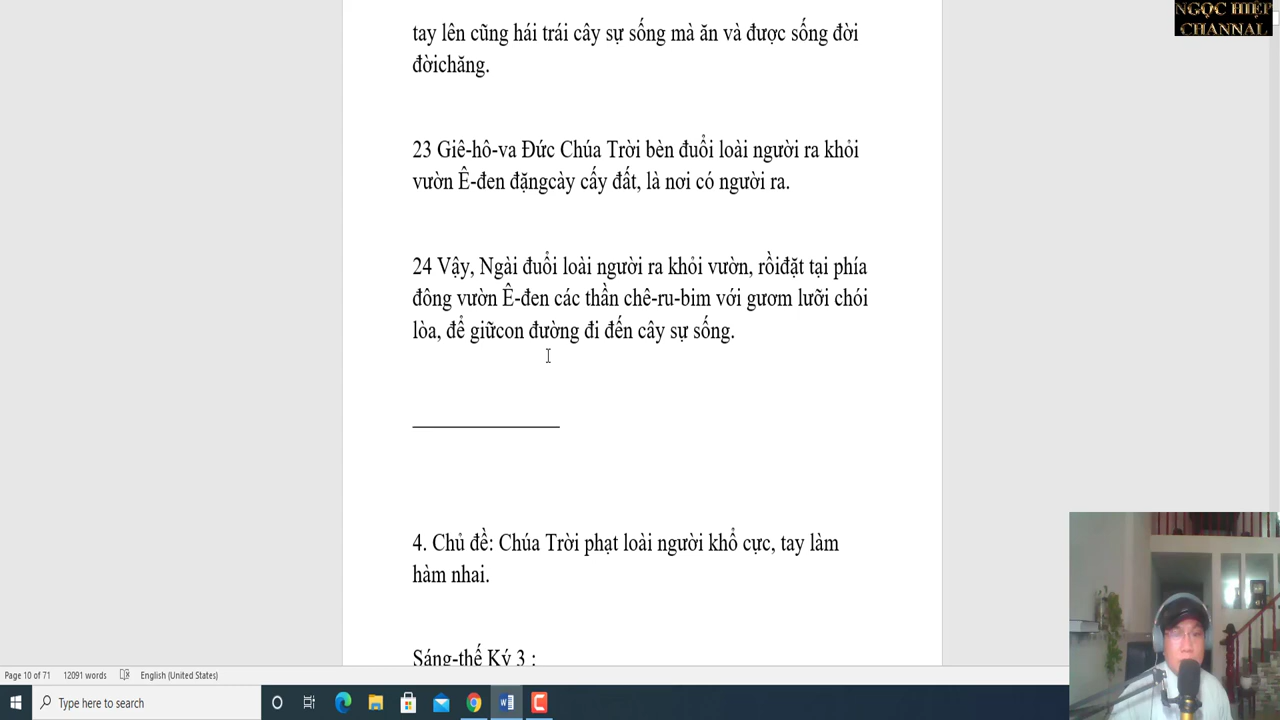 NGỌC HIỆP
CHANNAL
tay lên cũng hái trái cây sự sống mà ăn và được sống đời
đờichăng.
23 Giê-hô-va Đức Chúa Trời bèn đuổi loài người ra khỏi
vườn Ê-đen đặngcày cấy đất, là nơi có người ra.
24 Vậy, Ngài đuổi loài người ra khỏi vườn, rồiđặt tại phía
đông vườn Ê-đen các thần chê-ru-bim với gươm lưỡi chói
lòa, để giữcon đường đi đến cây sự sống.
4. Chủ đề: Chúa Trời phạt loài người khổ cực, tay làm
hàm nhai.
Sáng-thế Ký 3 :
Page 10 of 71 12091 words English (United States)
Type here to search